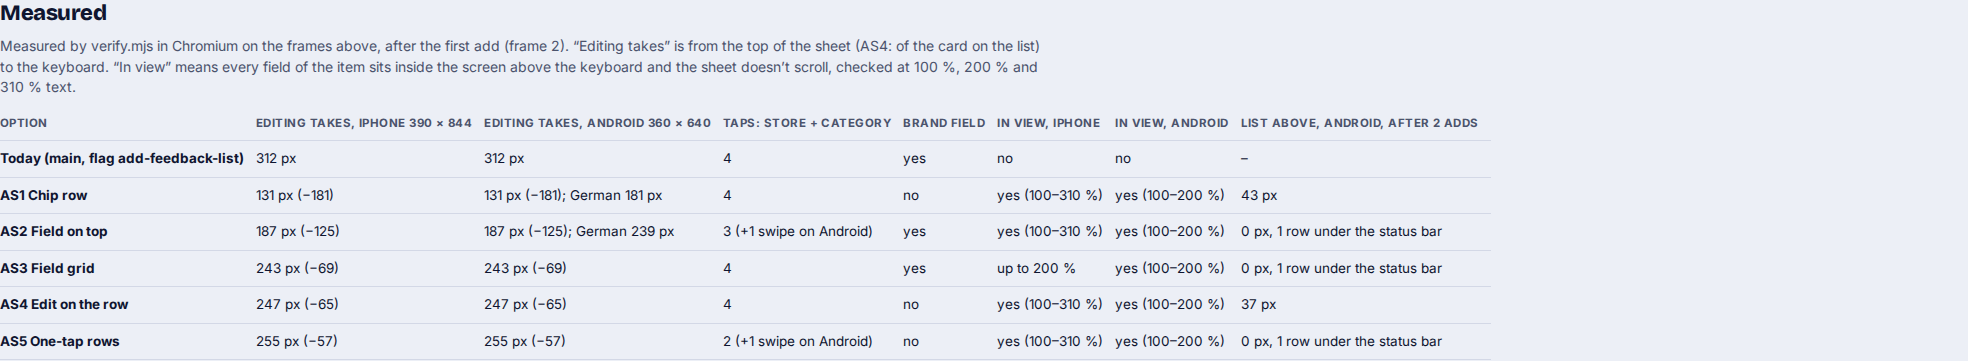 Measured
Measured by verify.mjs in Chromium on the frames above, after the first add (frame 2). “Editing takes” is from the top of the sheet (AS4: of the card on the list)
to the keyboard. “In view” means every field of the item sits inside the screen above the keyboard and the sheet doesn’t scroll, checked at 100 %, 200 % and
310 % text.
OPTION EDITING TAKES, IPHONE 390 × 844 EDITING TAKES, ANDROID 360 × 640 TAPS: STORE + CATEGORY BRAND FIELD IN VIEW, IPHONE IN VIEW, ANDROID LIST ABOVE, ANDROID, AFTER 2 ADDS
Today (main, flag add-feedback-list) 312 px 312 px 4 yes no no –
AS1 Chip row 131 px (−181) 131 px (−181); German 181 px 4 no yes (100–310 %) yes (100–200 %) 43 px
AS2 Field on top 187 px (−125) 187 px (−125); German 239 px 3 (+1 swipe on Android) yes yes (100–310 %) yes (100–200 %) 0 px, 1 row under the status bar
AS3 Field grid 243 px (−69) 243 px (−69) 4 yes up to 200 % yes (100–200 %) 0 px, 1 row under the status bar
AS4 Edit on the row 247 px (−65) 247 px (−65) 4 no yes (100–310 %) yes (100–200 %) 37 px
AS5 One-tap rows 255 px (−57) 255 px (−57) 2 (+1 swipe on Android) no yes (100–310 %) yes (100–200 %) 0 px, 1 row under the status bar